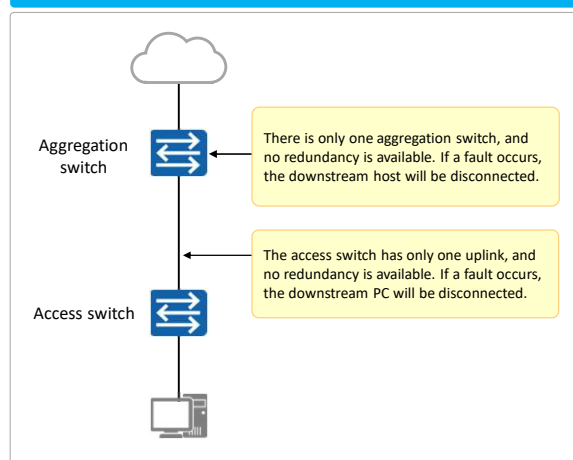 Aggregation
switch
There is only one aggregation switch, and
no redundancy is available. If a fault occurs,
the downstream host will be disconnected.
The access switch has only one uplink, and
no redundancy is available. If a fault occurs,
the downstream PC will be disconnected.
Access switch